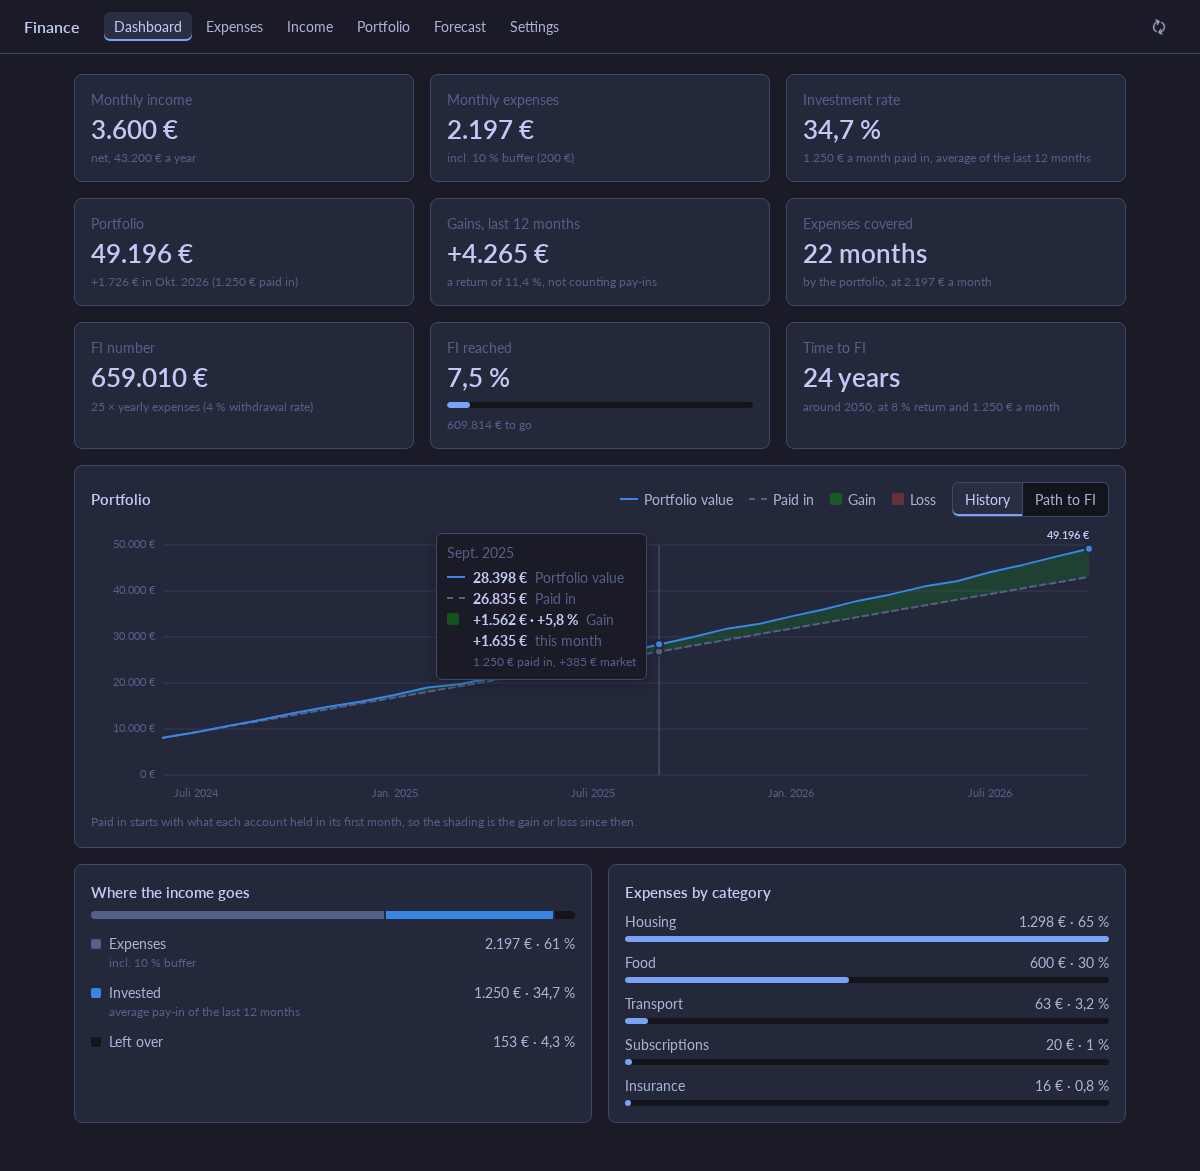 Finance
Dashboard
Expenses
Income
Portfolio
Forecast
Settings
Monthly income
3.600 €
net, 43.200 € a year
Monthly expenses
2.197 €
incl. 10 % buffer (200 €)
Investment rate
34,7 %
1.250 € a month paid in, average of the last 12 months
Portfolio
49.196 €
+1.726 € in Okt. 2026 (1.250 € paid in)
Gains, last 12 months
+4.265 €
a return of 11,4 %, not counting pay-ins
Expenses covered
22 months
by the portfolio, at 2.197 € a month
FI number
659.010 €
25 × yearly expenses (4 % withdrawal rate)
FI reached
7,5 %
609.814 € to go
Time to FI
24 years
around 2050, at 8 % return and 1.250 € a month
Portfolio
Portfolio value
Paid in
Gain
Loss
History
Path to FI
49.196 €
50.000 €
40.000 €
30.000 €
20.000 €
10.000 €
0 €
Sept. 2025
28.398 € Portfolio value
26.835 € Paid in
+1.562 € · +5,8 % Gain
+1.635 € this month
1.250 € paid in, +385 € market
Juli 2024
Jan. 2025
Juli 2025
Jan. 2026
Juli 2026
Paid in starts with what each account held in its first month, so the shading is the gain or loss since then.
Where the income goes
Expenses 2.197 € · 61 %
incl. 10 % buffer
Invested 1.250 € · 34,7 %
average pay-in of the last 12 months
Left over 153 € · 4,3 %
Expenses by category
Housing 1.298 € · 65 %
Food 600 € · 30 %
Transport 63 € · 3,2 %
Subscriptions 20 € · 1 %
Insurance 16 € · 0,8 %